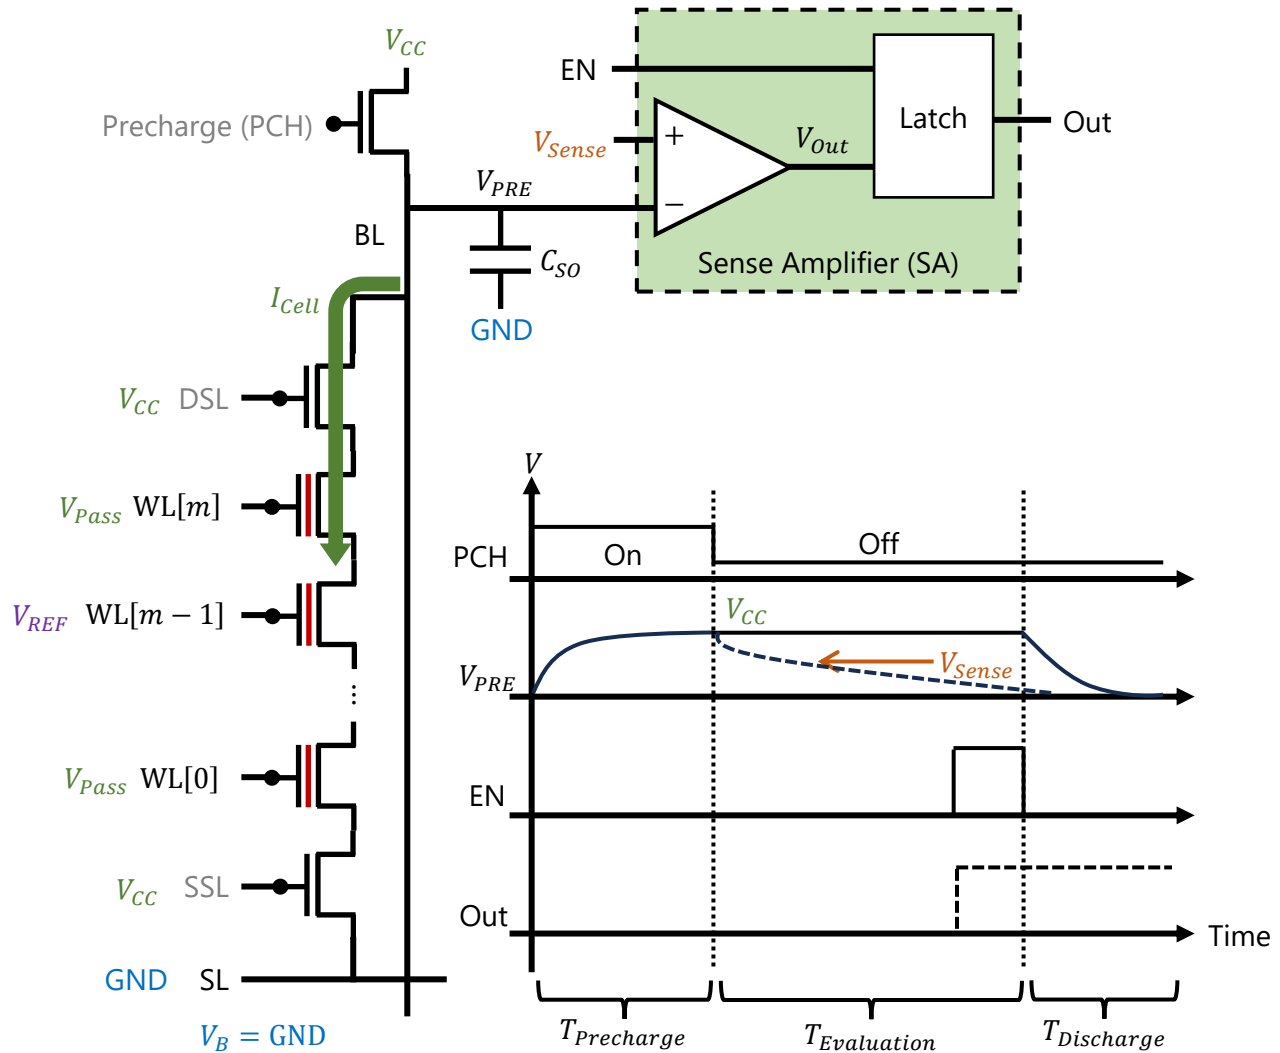 V_CC
Precharge (PCH)
EN
V_Sense
+
−
V_Out
Latch
Out
Sense Amplifier (SA)
V_PRE
BL
C_SO
GND
I_Cell
V_CC DSL
V_Pass WL[m]
V_REF WL[m − 1]
...
V_Pass WL[0]
V_CC SSL
GND SL
V_B = GND
V
PCH
On
Off
V_CC
V_PRE
V_Sense
EN
Out
Time
T_Precharge
T_Evaluation
T_Discharge